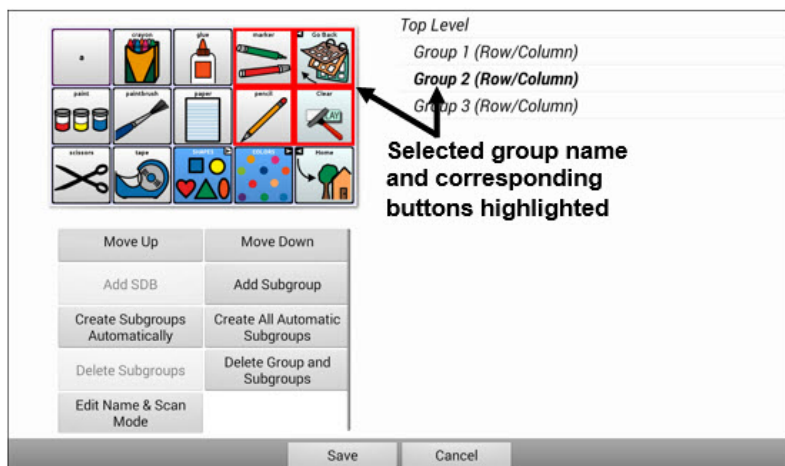 a
crayon
glue
marker
Go Back
paint
paintbrush
paper
pencil
Clear
CLAY
scissors
tape
SHAPES
COLORS
Home
Top Level
Group 1 (Row/Column)
Group 2 (Row/Column)
Group 3 (Row/Column)
Selected group name
and corresponding
buttons highlighted
Move Up
Move Down
Add SDB
Add Subgroup
Create Subgroups
Automatically
Create All Automatic
Subgroups
Delete Subgroups
Delete Group and
Subgroups
Edit Name & Scan
Mode
Save
Cancel